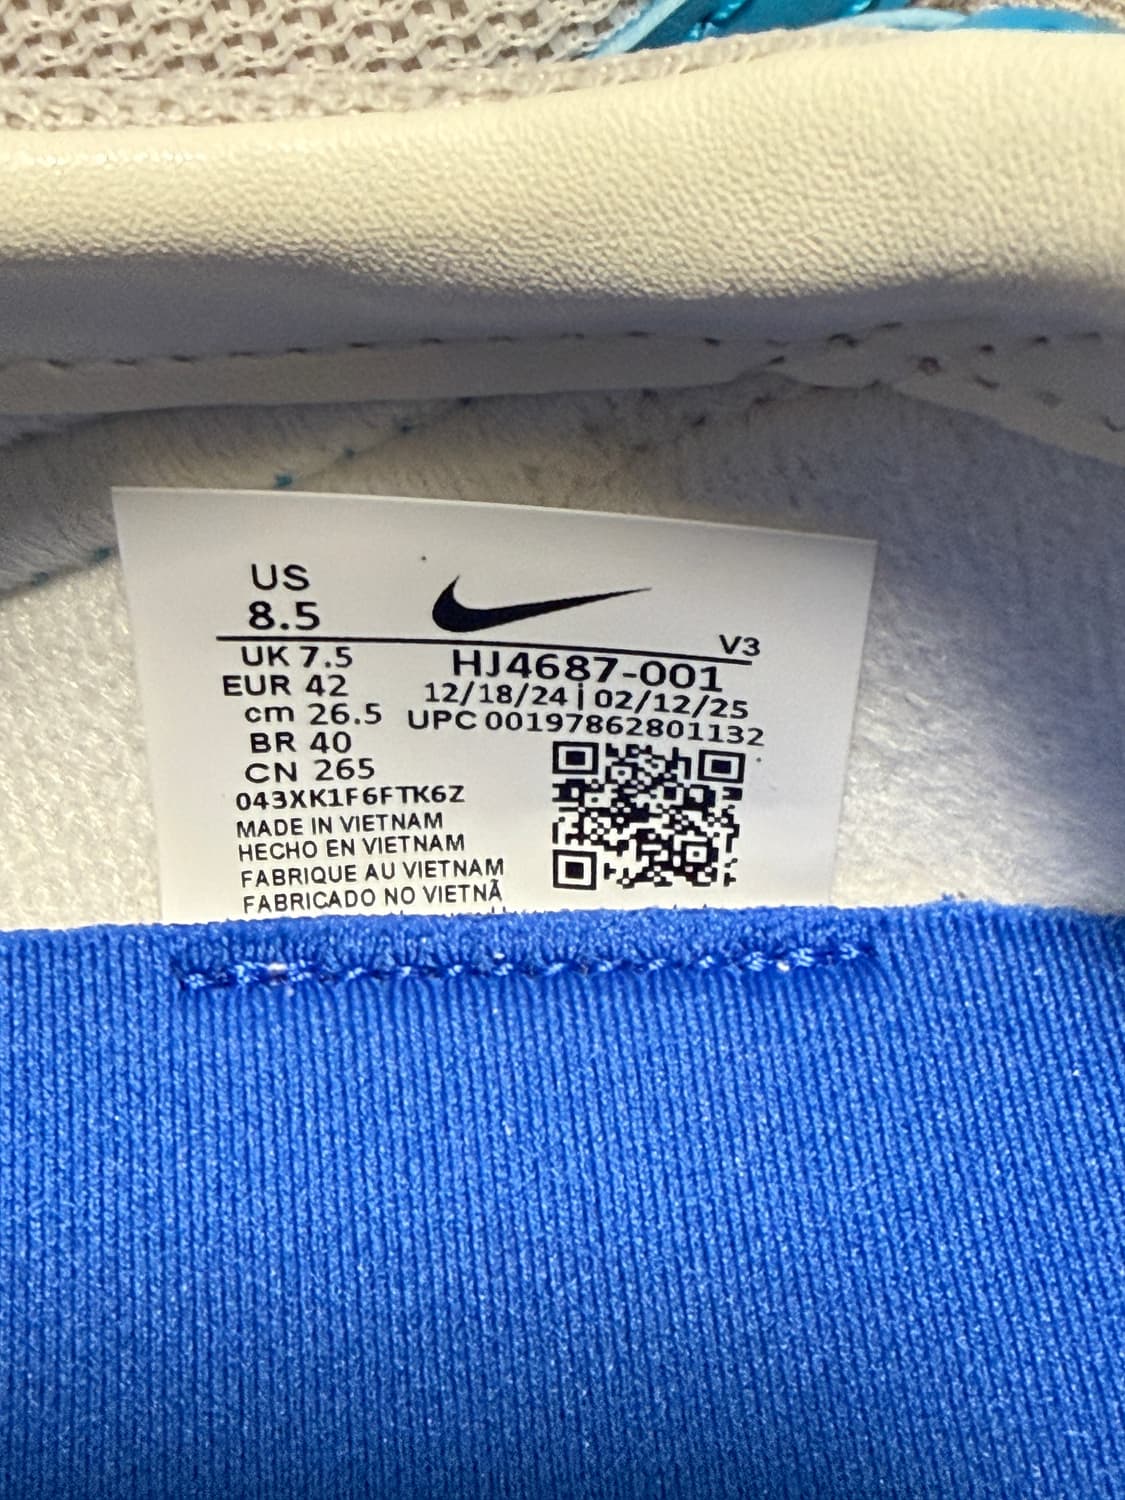 US
8.5
V3
UK 7.5
HJ4687-001
EUR 42
12/18/24 | 02/12/25
cm 26.5
UPC 00197862801132
BR 40
CN 265
043XK1F6FTK6Z
MADE IN VIETNAM
HECHO EN VIETNAM
FABRIQUE AU VIETNAM
FABRICADO NO VIETNÃ